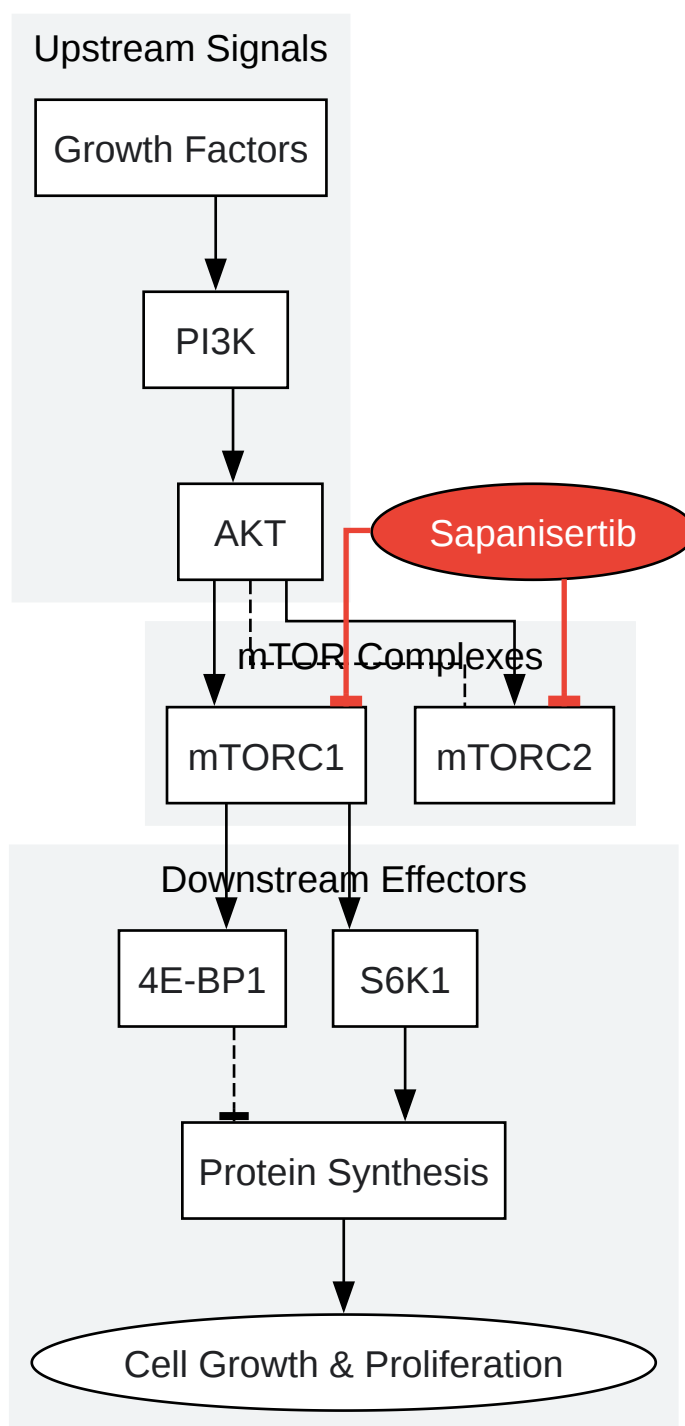 Upstream Signals
Growth Factors
PI3K
AKT
Sapanisertib
mTOR Complexes
mTORC1
mTORC2
Downstream Effectors
4E-BP1
S6K1
Protein Synthesis
Cell Growth & Proliferation